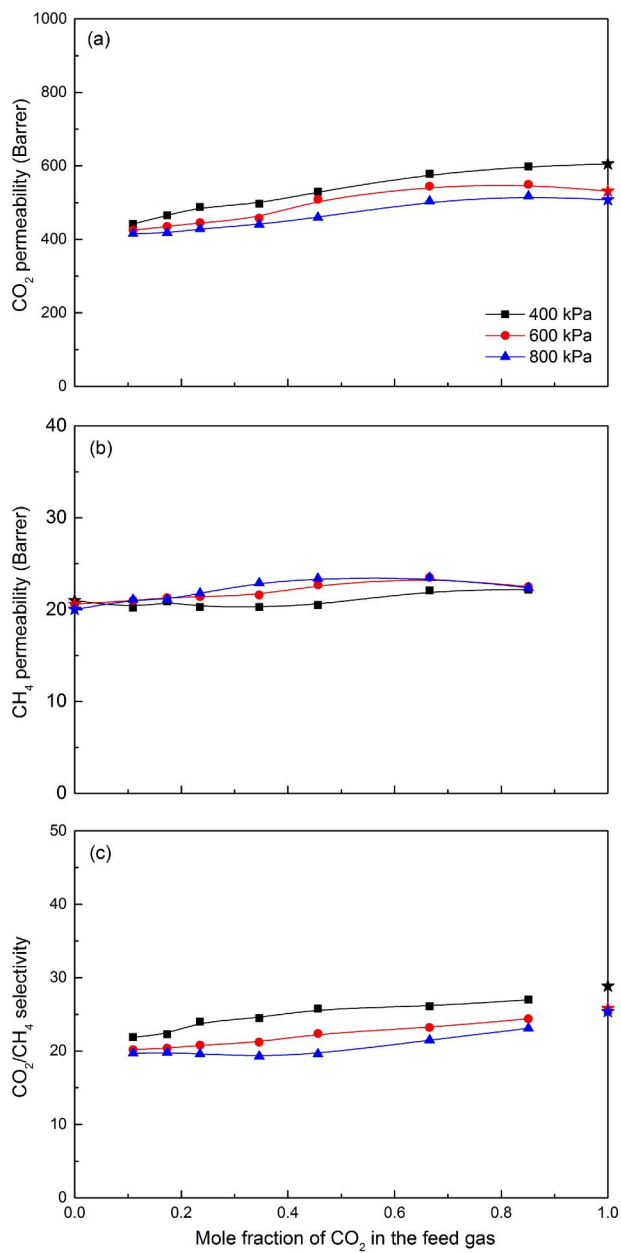 1000
(a)
800
600
400
200
0
CO₂ permeability (Barrer)
400 kPa
600 kPa
800 kPa
40
(b)
30
20
10
0
CH₄ permeability (Barrer)
50
(c)
40
30
20
10
0
CO₂/CH₄ selectivity
0.0 0.2 0.4 0.6 0.8 1.0
Mole fraction of CO₂ in the feed gas